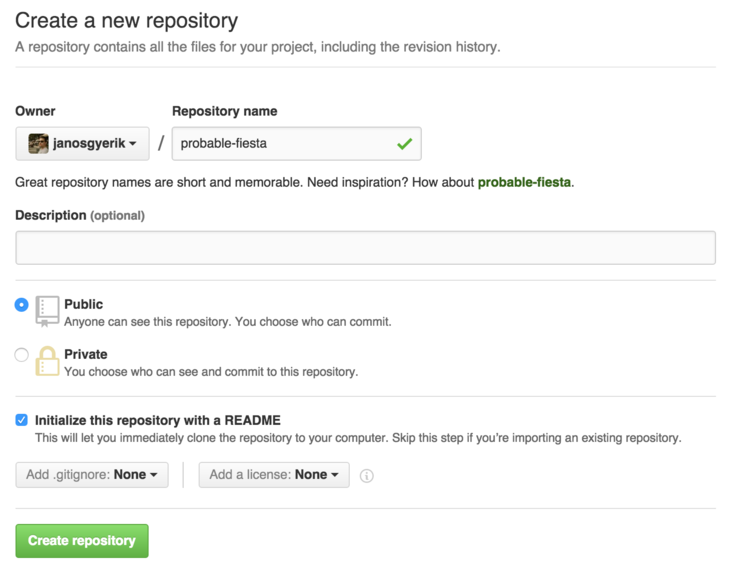 Create a new repository
A repository contains all the files for your project, including the revision history.
Owner
Repository name
janosgyerik / probable-fiesta
Great repository names are short and memorable. Need inspiration? How about probable-fiesta.
Description (optional)
Public
Anyone can see this repository. You choose who can commit.
Private
You choose who can see and commit to this repository.
Initialize this repository with a README
This will let you immediately clone the repository to your computer. Skip this step if you’re importing an existing repository.
Add .gitignore: None
Add a license: None
Create repository